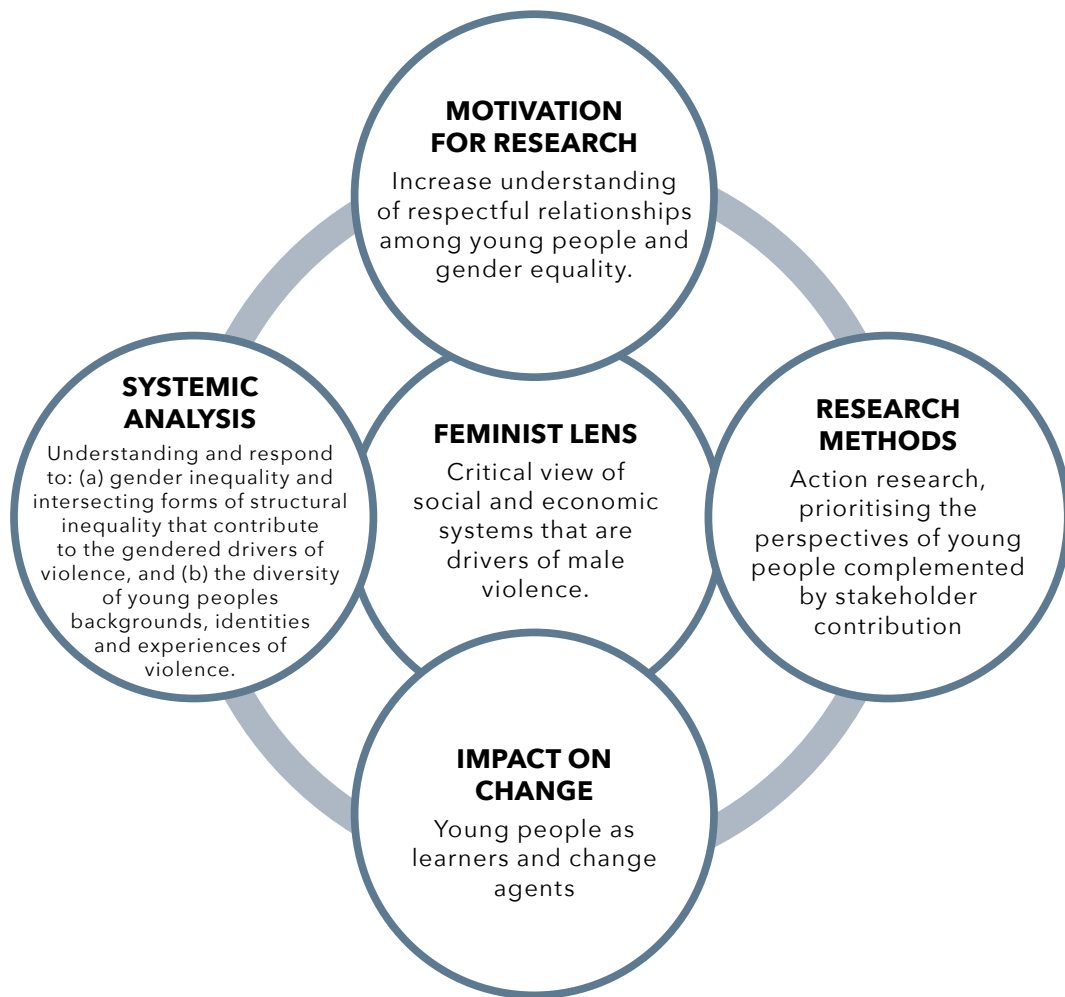 MOTIVATION
FOR RESEARCH
Increase understanding
of respectful relationships
among young people and
gender equality.
SYSTEMIC
ANALYSIS
Understanding and respond
to: (a) gender inequality and
intersecting forms of structural
inequality that contribute
to the gendered drivers of
violence, and (b) the diversity
of young peoples
backgrounds, identities
and experiences of
violence.
FEMINIST LENS
Critical view of
social and economic
systems that are
drivers of male
violence.
RESEARCH
METHODS
Action research,
prioritising the
perspectives of young
people complemented
by stakeholder
contribution
IMPACT ON
CHANGE
Young people as
learners and change
agents